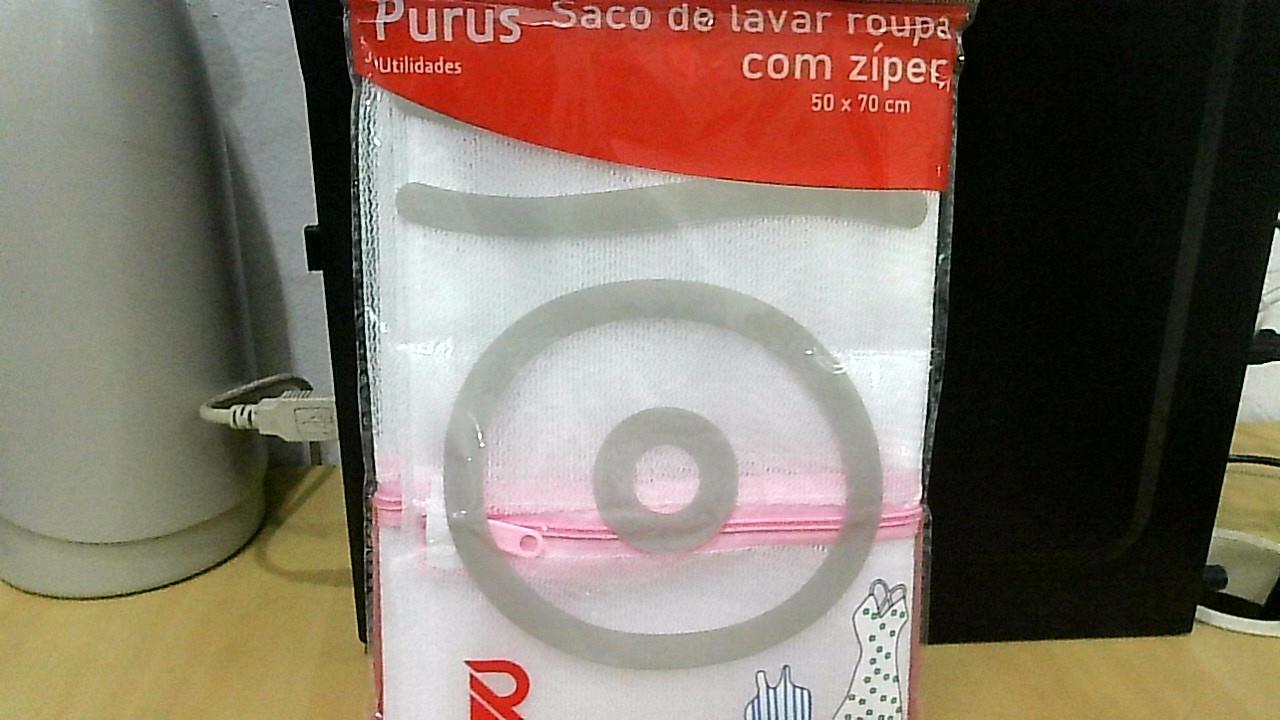 Purus
Utilidades
Saco de lavar roupa
com zíper
50 x 70 cm